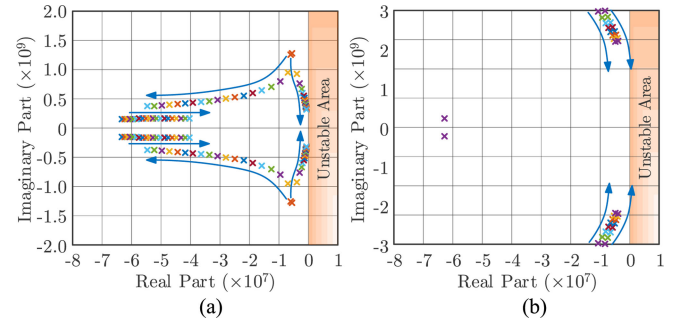 2.0
1.5
1.0
0.5
0
-0.5
-1.0
-1.5
-2.0
Imaginary Part (×10⁹)
-8 -7 -6 -5 -4 -3 -2 -1 0 1
Real Part (×10⁷)
Unstable Area
(a)
3
2
1
0
1
-2
-3
Imaginary Part (×10⁹)
-8 -7 -6 -5 -4 -3 -2 -1 0 1
Real Part (×10⁷)
Unstable Area
(b)